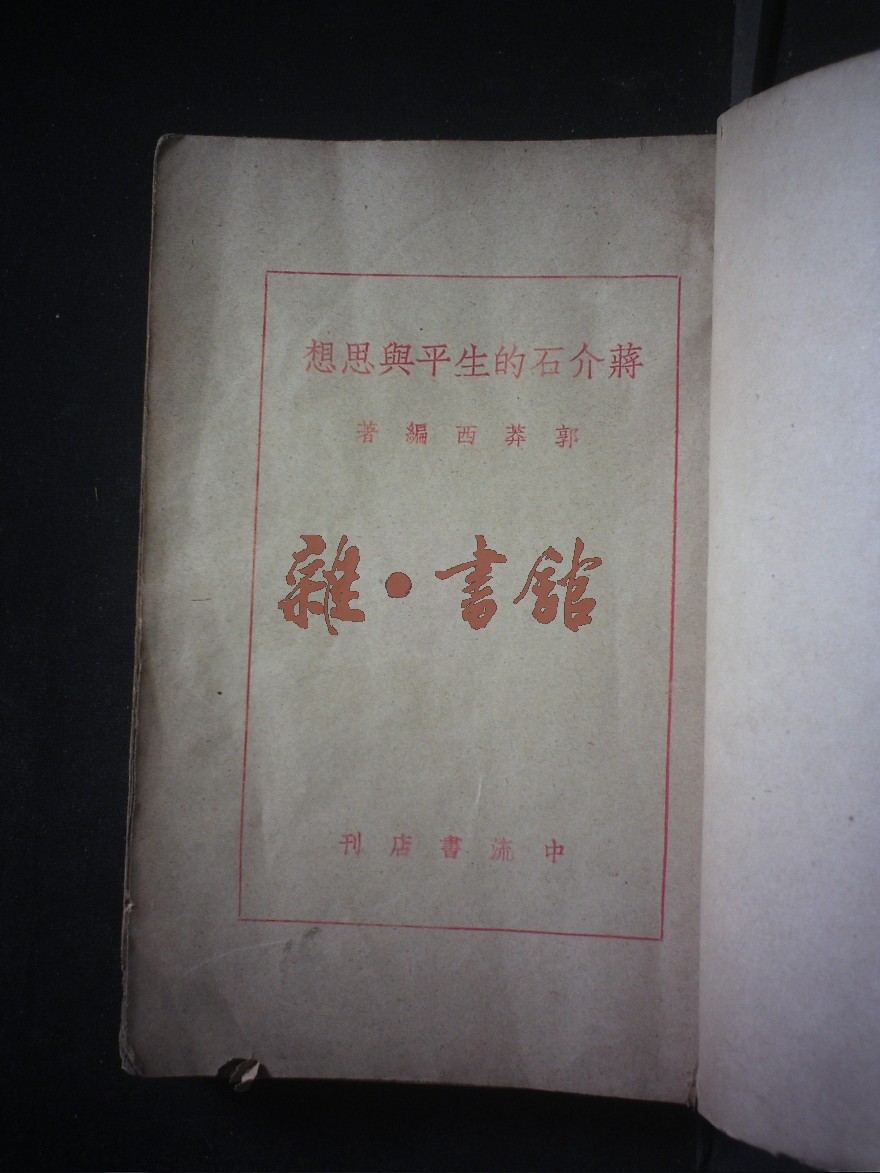 蔣介石的生平與思想
郭莽西編著
雜•書館
中流書店刊